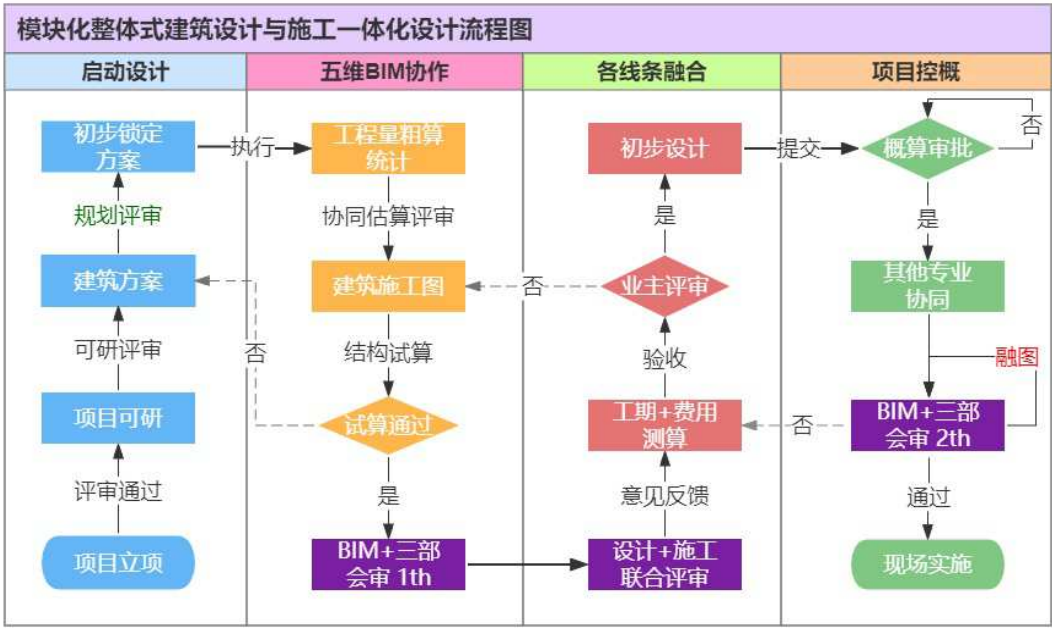 模块化整体式建筑设计与施工一体化设计流程图
启动设计
五维BIM协作
各线条融合
项目控概
初步锁定
方案
执行
工程量粗算
统计
初步设计
提交
概算审批
否
规划评审
协同估算评审
是
是
建筑方案
建筑施工图
否
业主评审
其他专业
协同
可研评审
否
结构试算
验收
融图
项目可研
试算通过
工期+费用
测算
否
BIM+三部
会审 2th
评审通过
是
意见反馈
通过
项目立项
BIM+三部
会审 1th
设计+施工
联合评审
现场实施